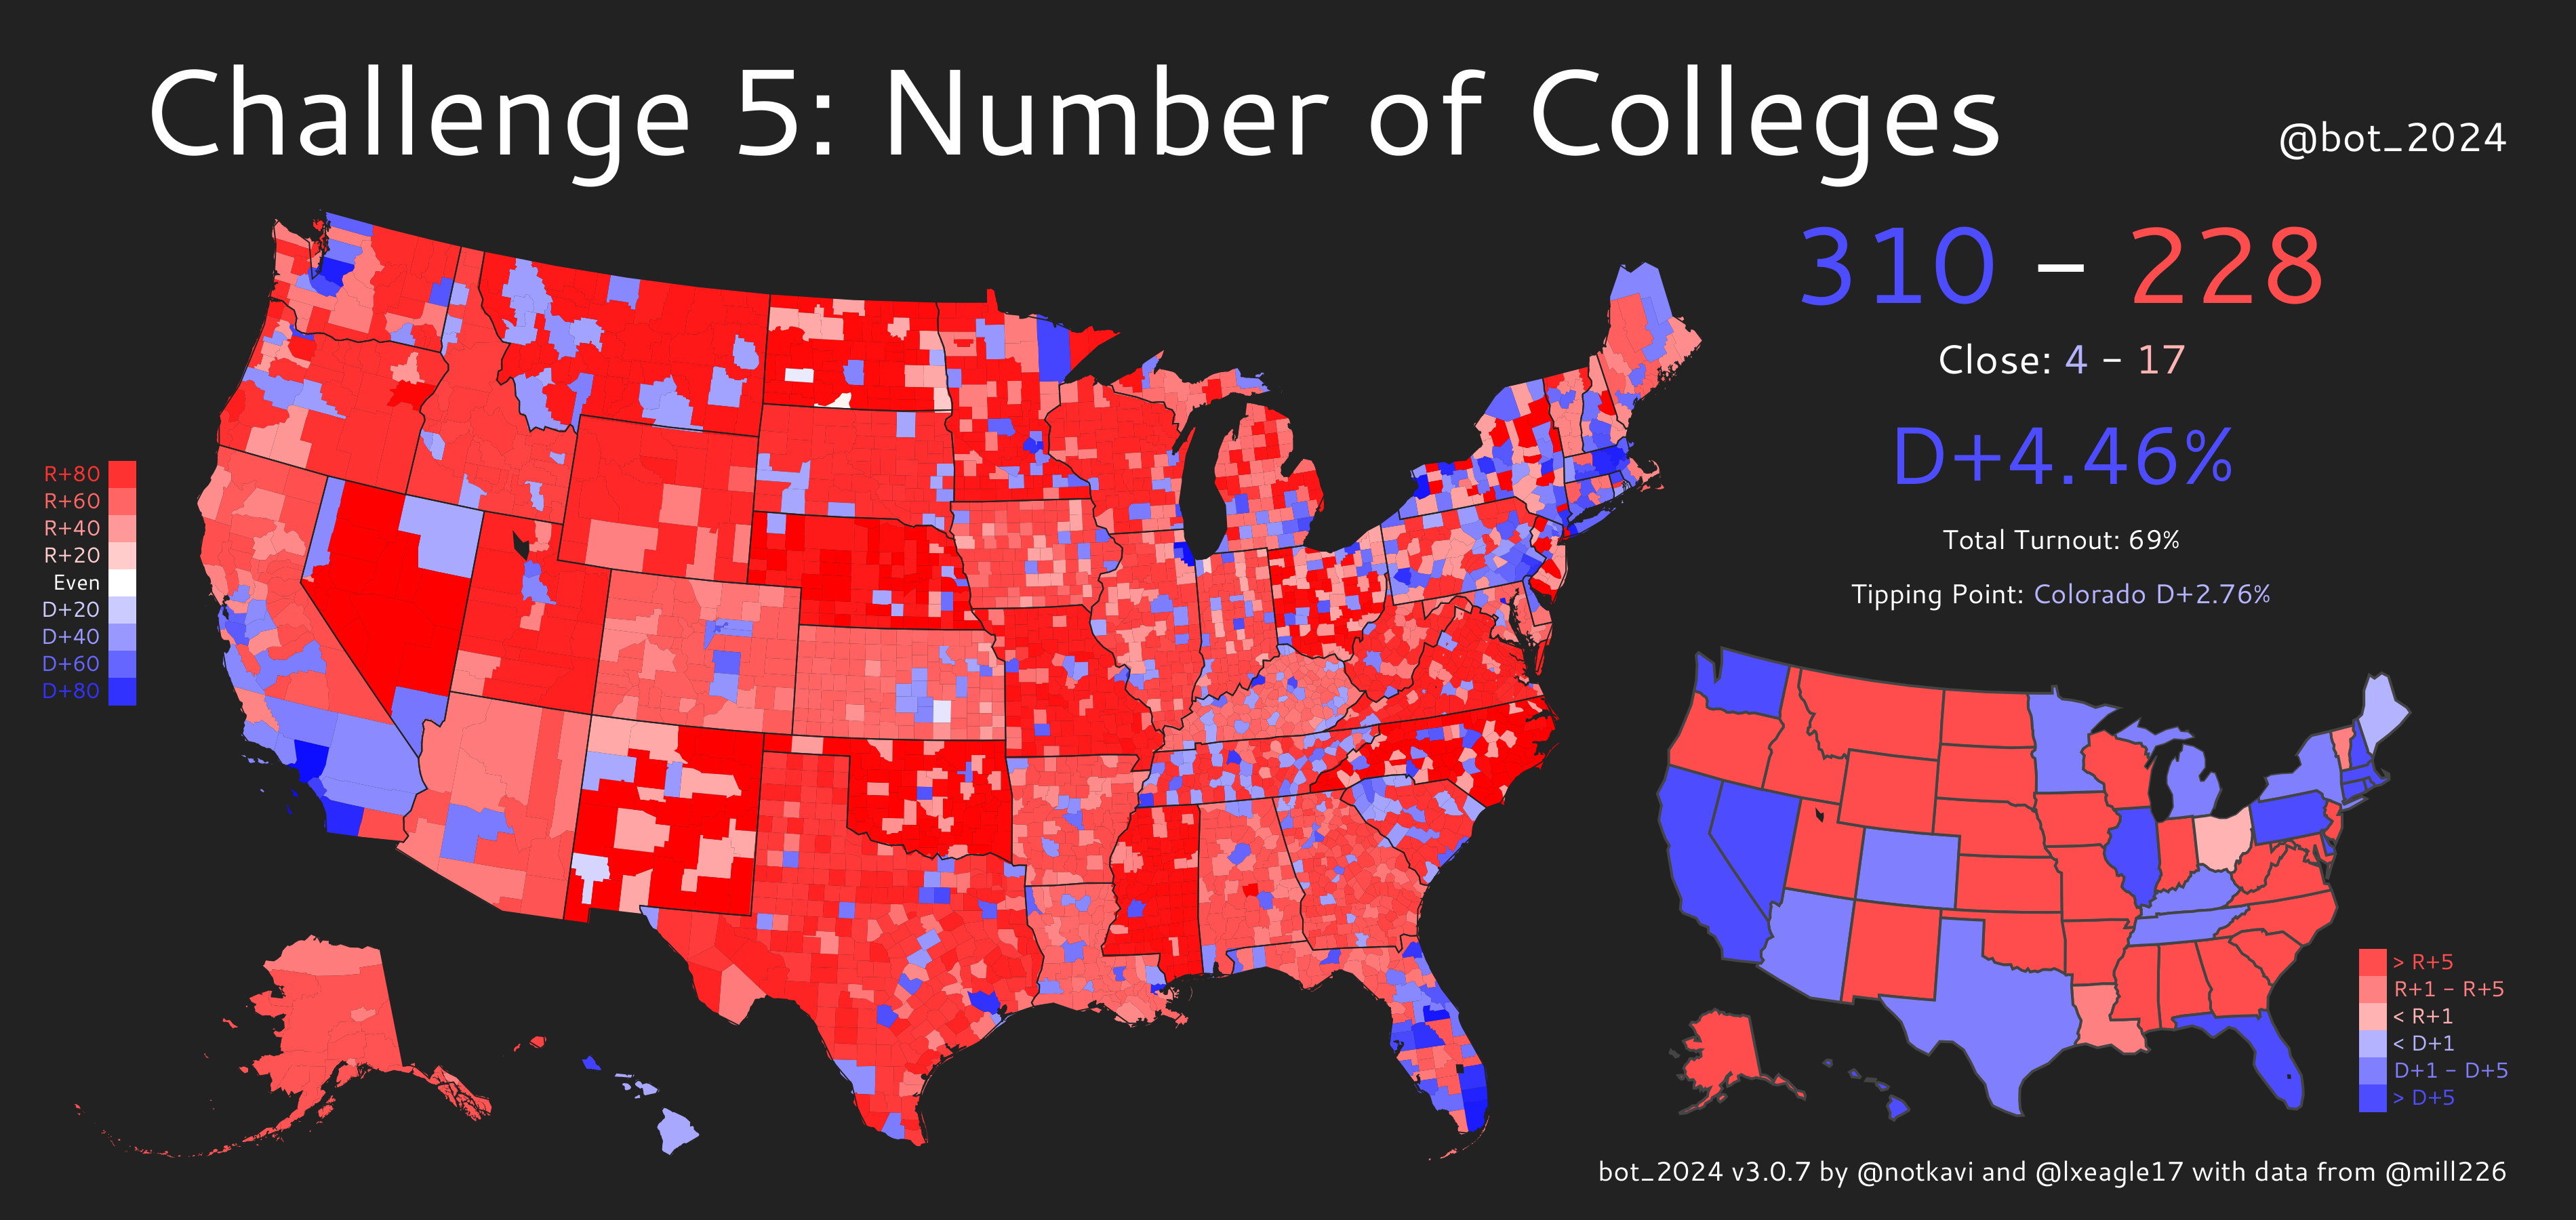 Challenge 5: Number of Colleges
@bot_2024
310 – 228
Close: 4 – 17
D+4.46%
Total Turnout: 69%
Tipping Point: Colorado D+2.76%
R+80
R+60
R+40
R+20
Even
D+20
D+40
D+60
D+80
> R+5
R+1 – R+5
< R+1
< D+1
D+1 – D+5
> D+5
bot_2024 v3.0.7 by @notkavi and @lxeagle17 with data from @mill226